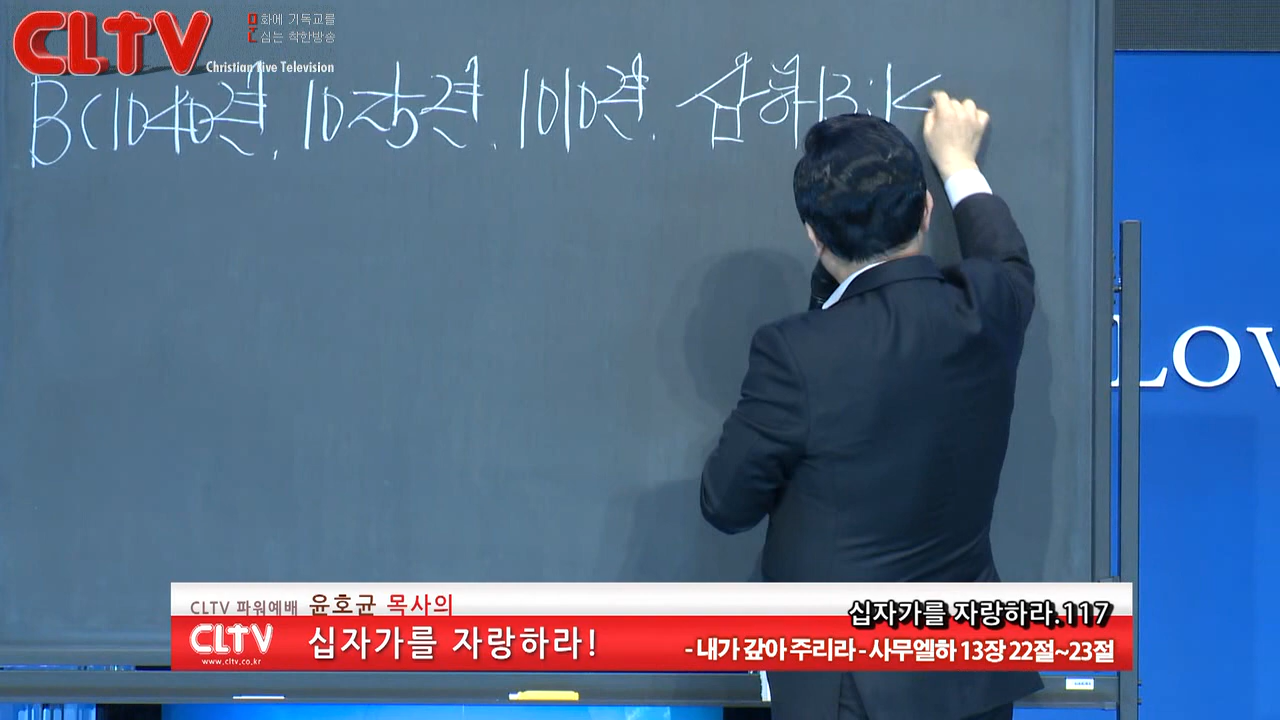 CLTV
문화에 기독교를
심는 착한방송
Christian Live Television
B(1040년, 1025년, 1010년, 삼하13:1<
LOV
CLTV 파워예배 윤호균 목사의
십자가를 자랑하라.117
CLTV
www.cltv.co.kr
십자가를 자랑하라!
- 내가 갚아 주리라 - 사무엘하 13장 22절~23절